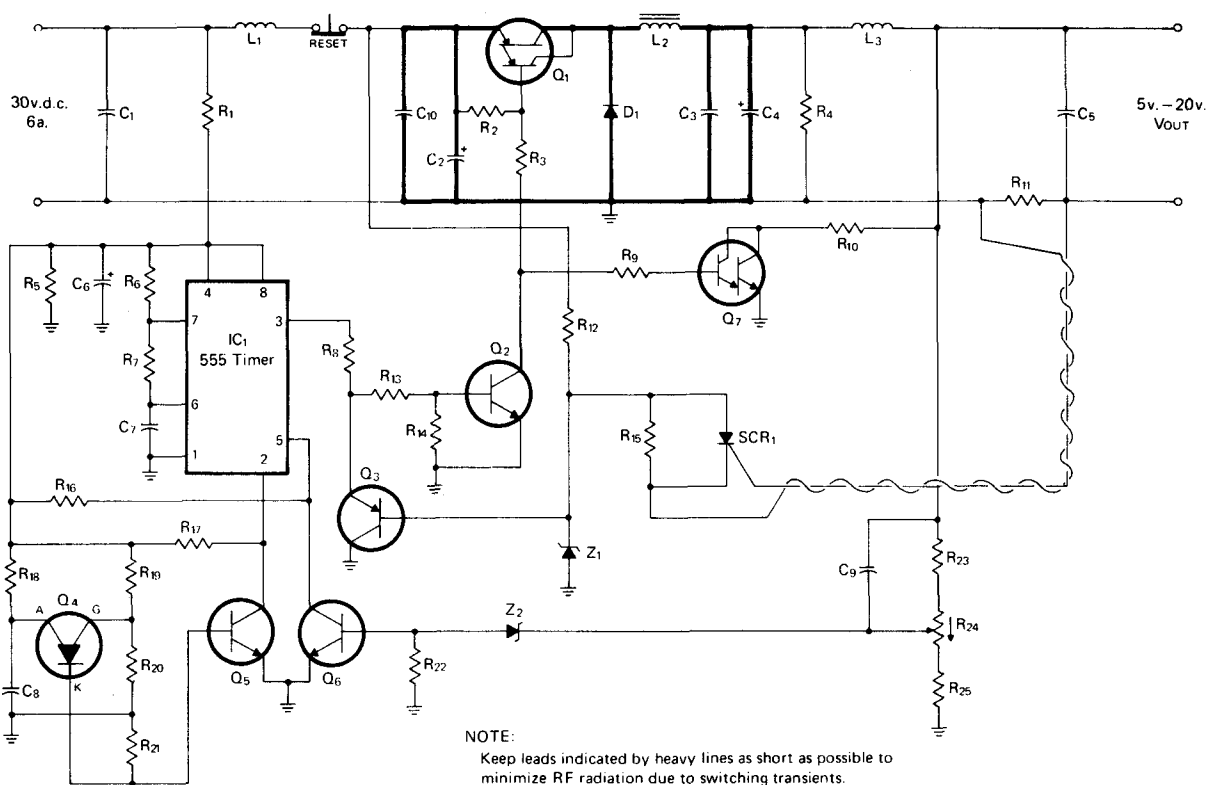 L1
RESET
Q1
L2
L3
30v.d.c.
6a.
C1
R1
C10
R2
C2
+
R3
D1
C3
+
C4
R4
C5
5v.–20v.
VOUT
R11
R5
C6
+
R6
R7
C7
4
8
7
3
6
5
1
2
IC1
555 Timer
R8
R9
R10
Q7
R12
Q2
R13
R14
R15
SCR1
Q3
R16
R17
Z1
R18
R19
Q4
A
G
K
R20
C8
R21
Q5
Q6
Z2
R22
C9
R23
R24
R25
NOTE:
Keep leads indicated by heavy lines as short as possible to
minimize RF radiation due to switching transients.